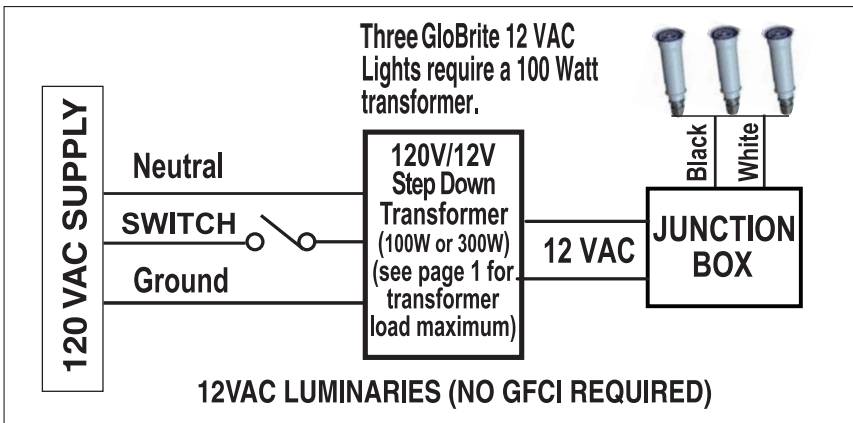 Three GloBrite 12 VAC
Lights require a 100 Watt
transformer.
120 VAC SUPPLY
Neutral
SWITCH
Ground
120V/12V
Step Down
Transformer
(100W or 300W)
(see page 1 for
transformer
load maximum)
12 VAC
Black
White
JUNCTION
BOX
12VAC LUMINARIES (NO GFCI REQUIRED)